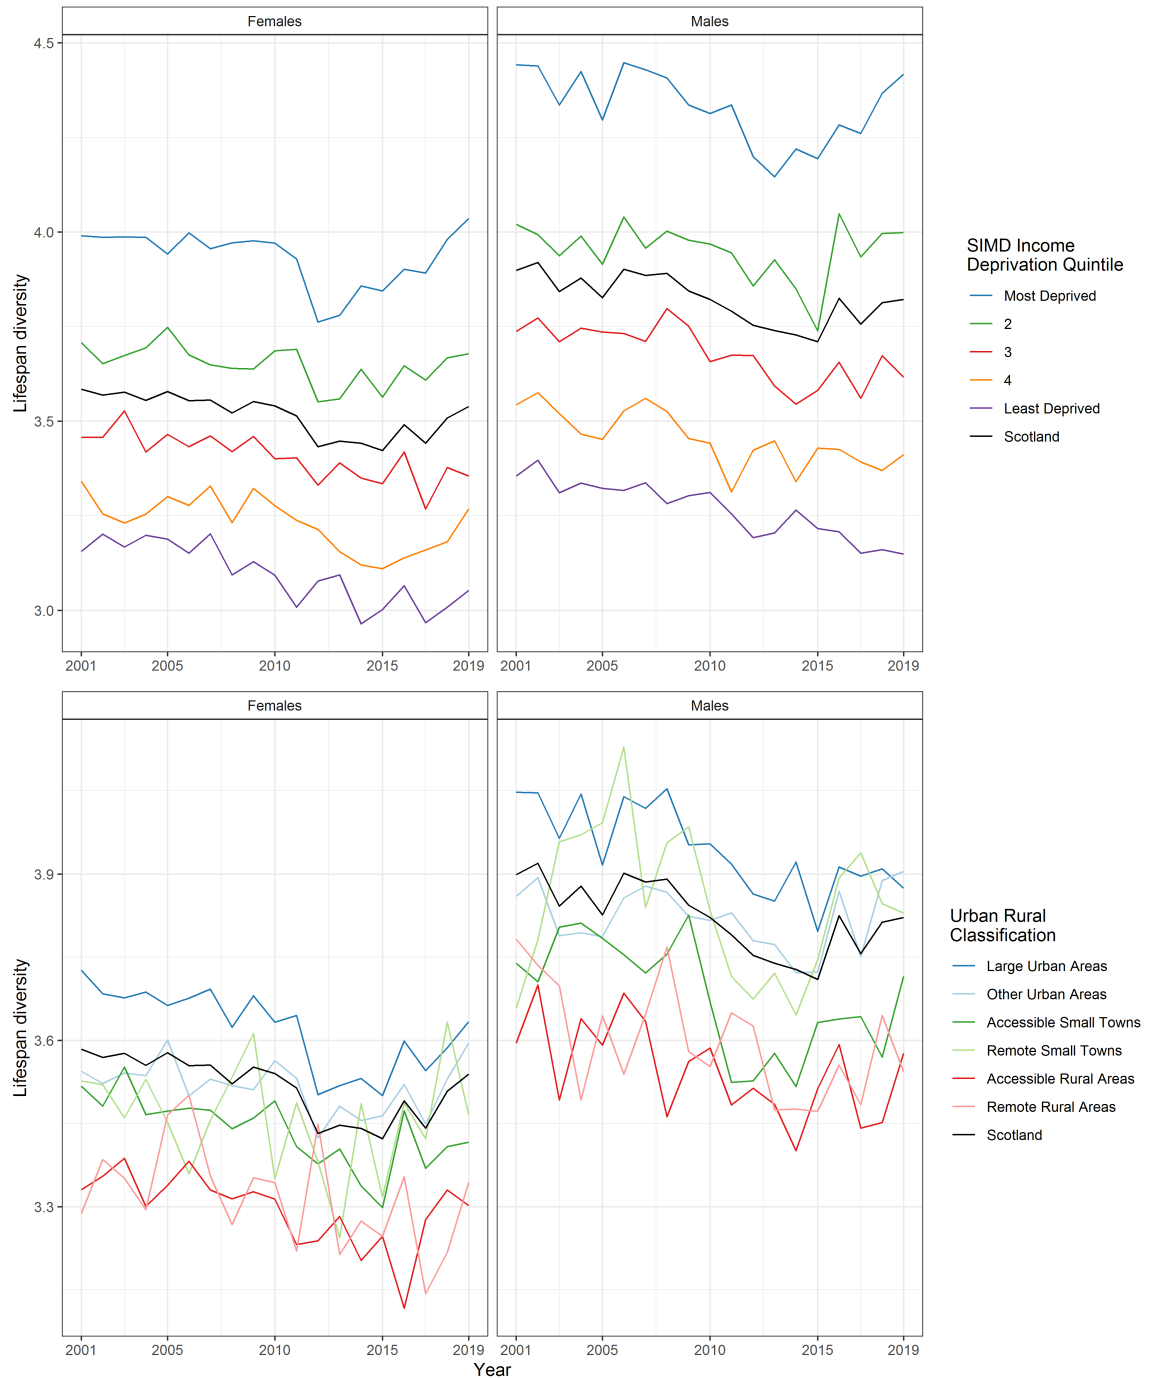 Females
Males
4.5
4.0
3.5
3.0
Lifespan diversity
2001
2005
2010
2015
2019
2001
2005
2010
2015
2019
SIMD Income
Deprivation Quintile
Most Deprived
2
3
4
Least Deprived
Scotland
Females
Males
3.9
3.6
3.3
Lifespan diversity
2001
2005
2010
2015
2019
2001
2005
2010
2015
2019
Year
Urban Rural
Classification
Large Urban Areas
Other Urban Areas
Accessible Small Towns
Remote Small Towns
Accessible Rural Areas
Remote Rural Areas
Scotland